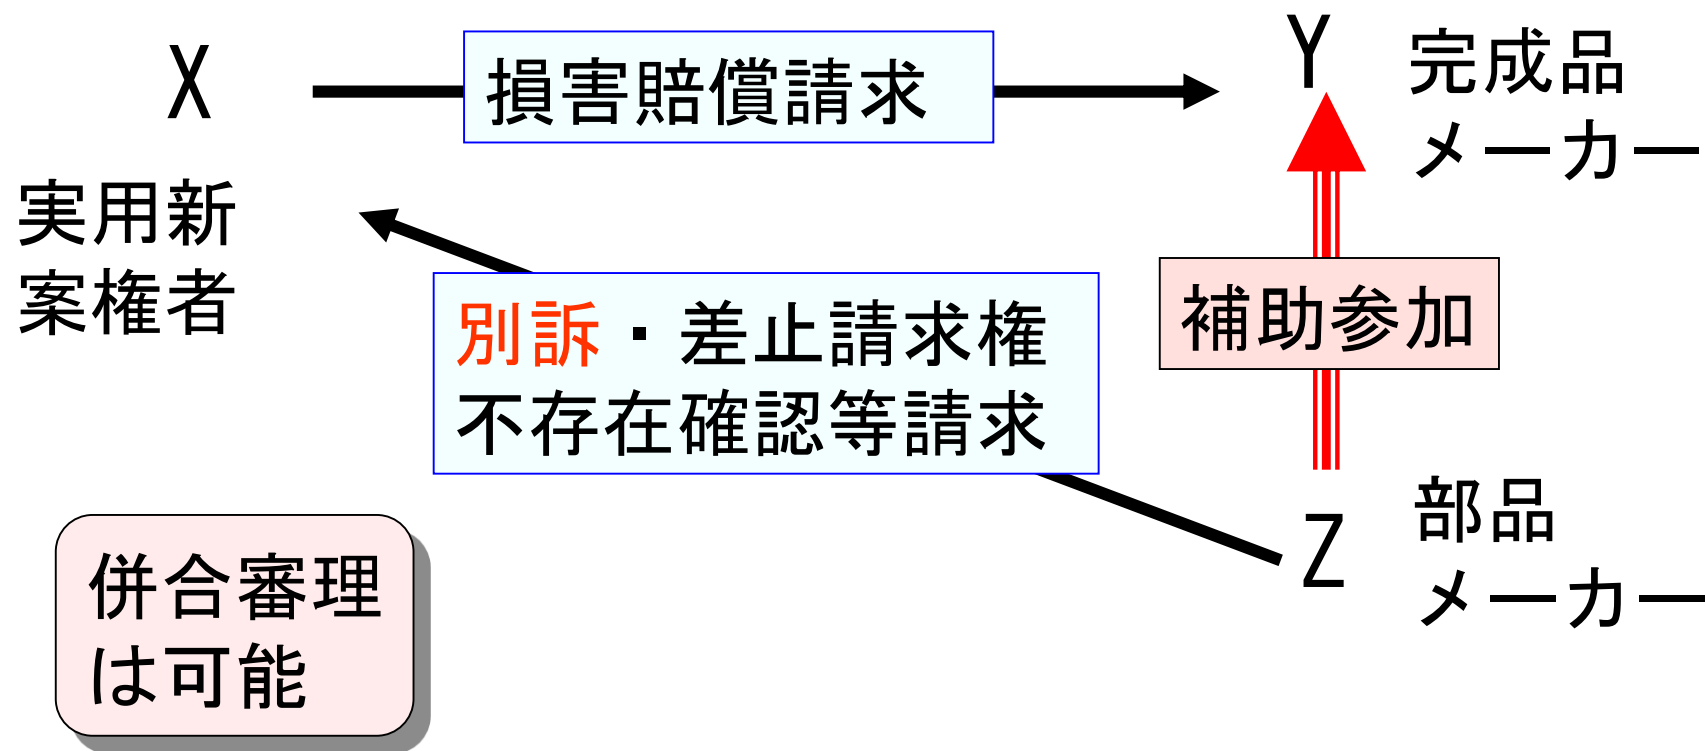 X
損害賠償請求
Y
完成品
メーカー
実用新
案権者
別訴・差止請求権
不存在確認等請求
補助参加
Z
部品
メーカー
併合審理
は可能